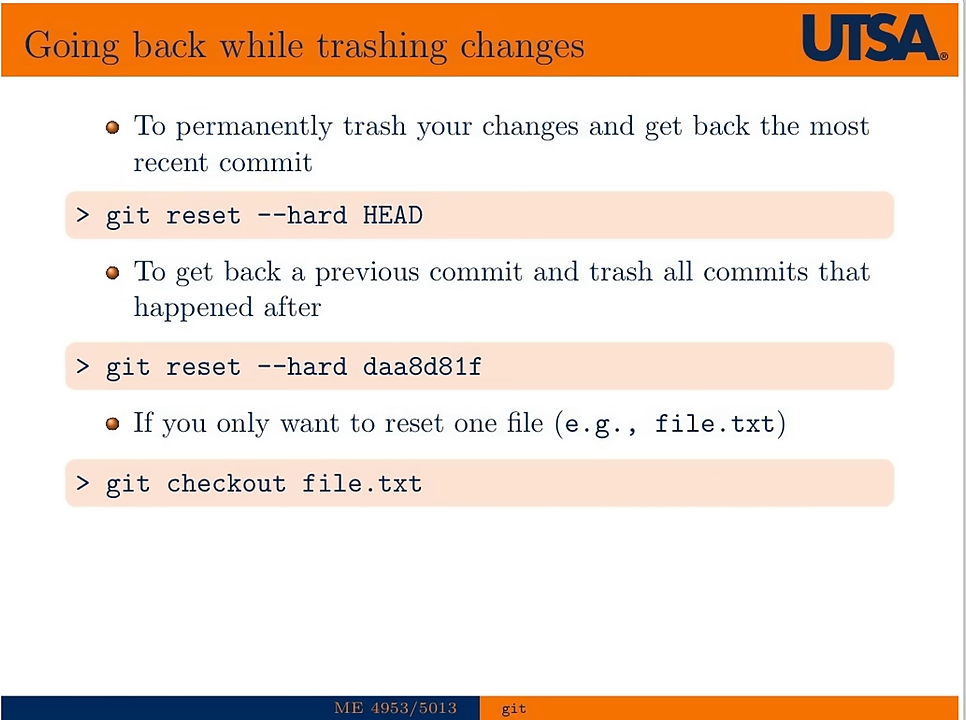 Going back while trashing changes
UTSA®
To permanently trash your changes and get back the most
recent commit
> git reset --hard HEAD
To get back a previous commit and trash all commits that
happened after
> git reset --hard daa8d81f
If you only want to reset one file (e.g., file.txt)
> git checkout file.txt
ME 4953/5013
git